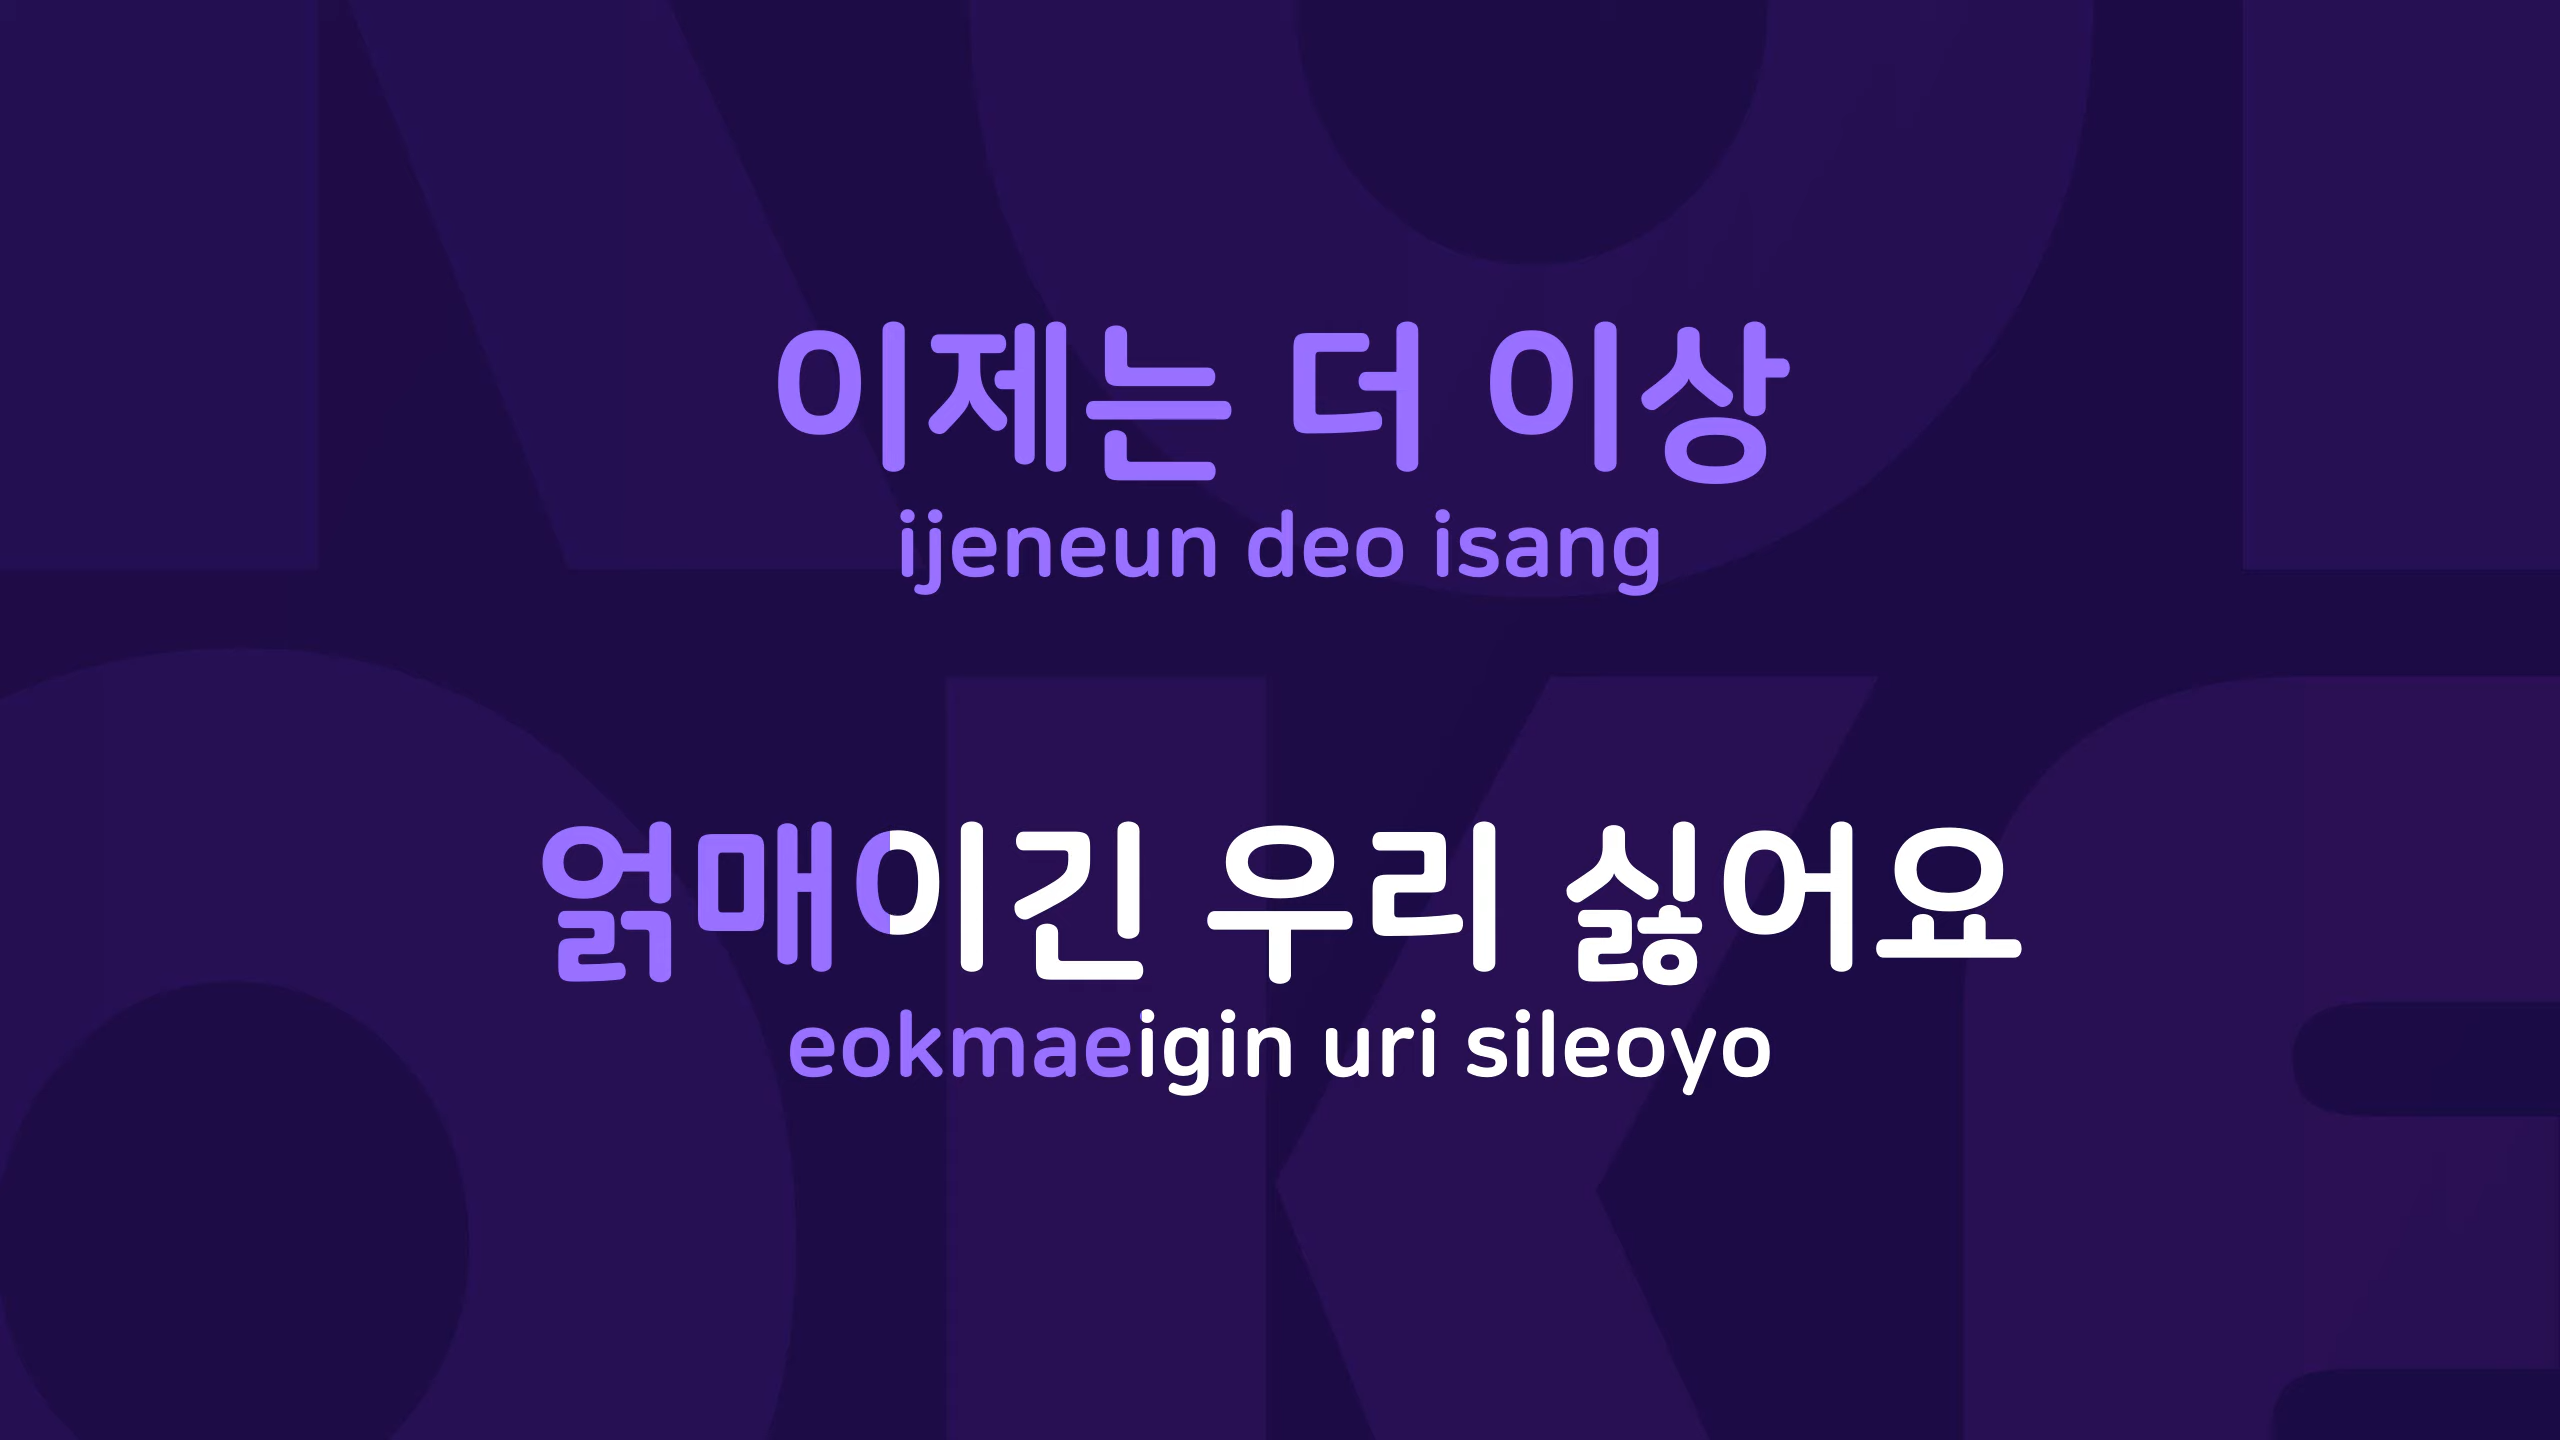 이제는 더 이상
ijeneun deo isang
얽매이긴 우리 싫어요
eokmaeigin uri sileoyo